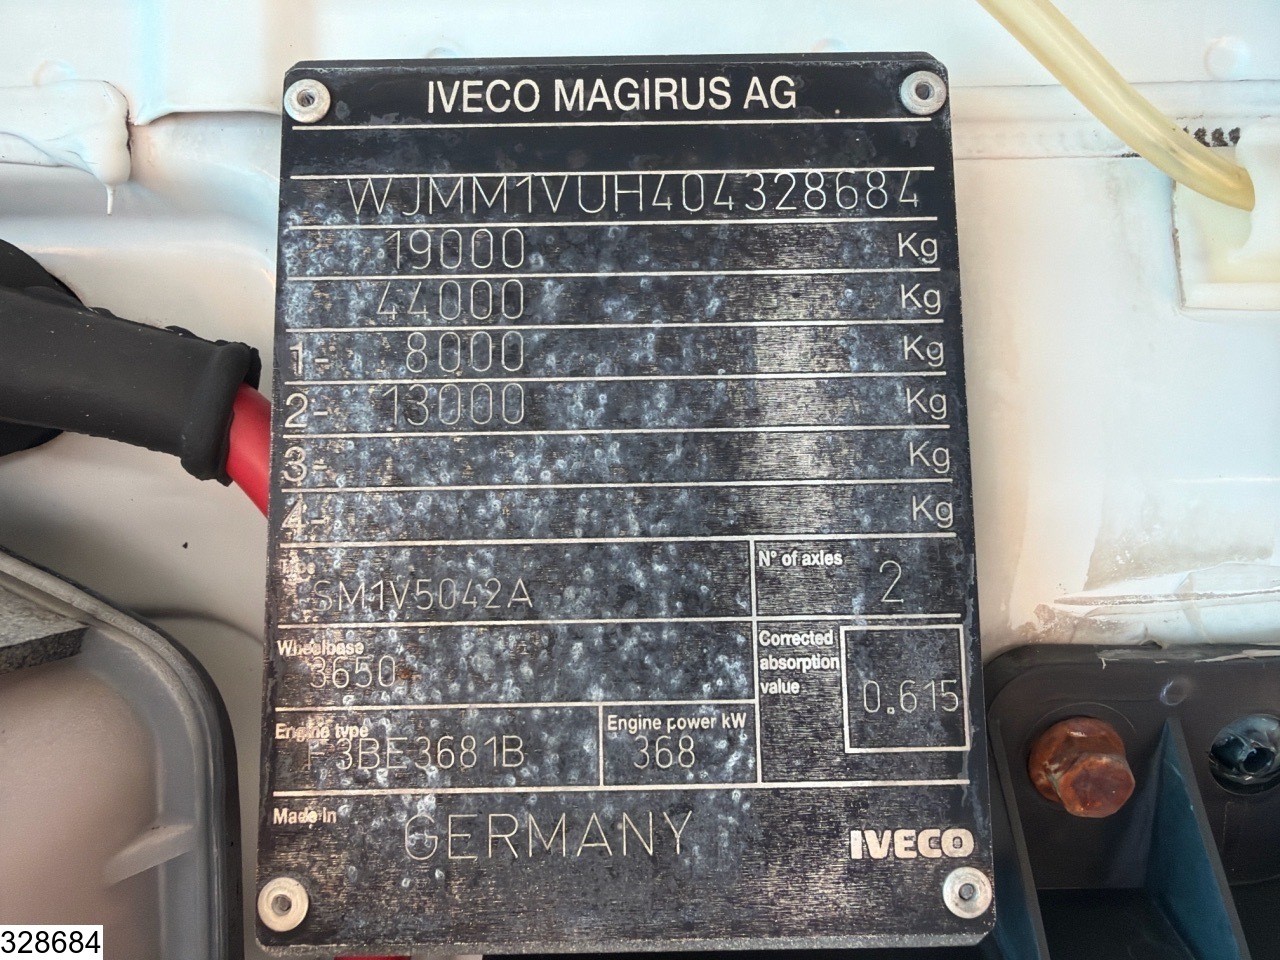 IVECO MAGIRUS AG
WJMM1VUH404328684
19000 Kg
44000 Kg
1- 8000 Kg
2- 13000 Kg
3- Kg
4- Kg
Type
SM1V5042A
N° of axles
2
Wheelbase
3650
Corrected
absorption
value
0.615
Engine type
F3BE3681B
Engine power kW
368
Made in
GERMANY
IVECO
328684